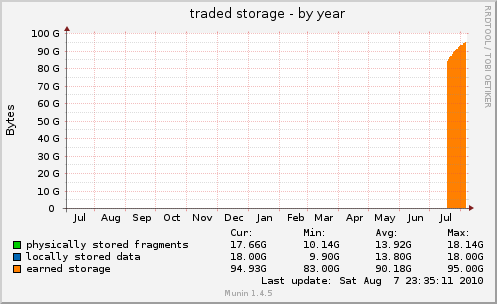 traded storage - by year
RRDTOOL / TOBI OETIKER
Bytes
100 G
90 G
80 G
70 G
60 G
50 G
40 G
30 G
20 G
10 G
0
Jul Aug Sep Oct Nov Dec Jan Feb Mar Apr May Jun Jul
Cur: Min: Avg: Max:
physically stored fragments 17.66G 10.14G 13.92G 18.14G
locally stored data 18.00G 9.90G 13.80G 18.00G
earned storage 94.93G 83.00G 90.18G 95.00G
Last update: Sat Aug 7 23:35:11 2010
Munin 1.4.5